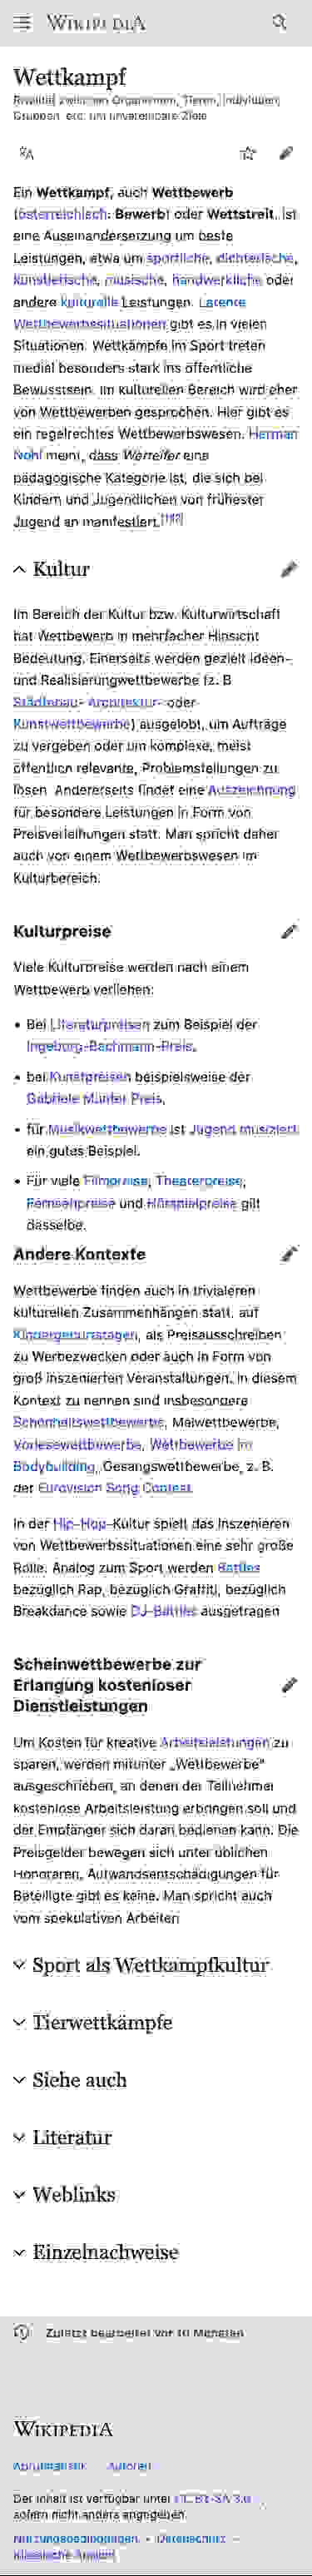 WIKIPEDIA
Wettkampf
Rivalität zwischen Organismen, Tieren, Individuen,
Gruppen, etc. um unvereinbare Ziele
Ein Wettkampf, auch Wettbewerb
(österreichisch: Bewerb) oder Wettstreit, ist
eine Auseinandersetzung um beste
Leistungen, etwa um sportliche, dichterische,
künstlerische, musische, handwerkliche oder
andere kulturelle Leistungen. Latente
Wettbewerbssituationen gibt es in vielen
Situationen. Wettkämpfe im Sport treten
medial besonders stark ins öffentliche
Bewusstsein. Im kulturellen Bereich wird eher
von Wettbewerben gesprochen. Hier gibt es
ein regelrechtes Wettbewerbswesen. Herman
Nohl meint, dass Wetteifer eine
pädagogische Kategorie ist, die sich bei
Kindern und Jugendlichen von frühester
Jugend an manifestiert.
Kultur
Im Bereich der Kultur bzw. Kulturwirtschaft
hat Wettbewerb in mehrfacher Hinsicht
Bedeutung. Einerseits werden gezielt Ideen-
und Realisierungwettbewerbe (z. B.
Städtebau- Architektur- oder
Kunstwettbewerbe) ausgelobt, um Aufträge
zu vergeben oder um komplexe, meist
öffentlich relevante, Problemstellungen zu
lösen. Andererseits findet eine Auszeichnung
für besondere Leistungen in Form von
Preisverleihungen statt. Man spricht daher
auch von einem Wettbewerbswesen im
Kulturbereich.
Kulturpreise
Viele Kulturpreise werden nach einem
Wettbewerb verliehen:
• Bei Literaturpreisen zum Beispiel der
Ingeborg-Bachmann-Preis,
• bei Kunstpreisen beispielsweise der
Gabriele Münter Preis,
• für Musikwettbewerbe ist Jugend musiziert
ein gutes Beispiel.
• Für viele Filmpreise, Theaterpreise,
Fernsehpreise und Hörspielpreise gilt
dasselbe.
Andere Kontexte
Wettbewerbe finden auch in trivialeren
kulturellen Zusammenhängen statt, auf
Kindergeburtstagen, als Preisausschreiben
zu Werbezwecken oder auch in Form von
groß inszenierten Veranstaltungen. In diesem
Kontext zu nennen sind insbesondere
Schönheitswettbewerbe, Malwettbewerbe,
Vorlesewettbewerbe, Wettbewerbe im
Bodybuilding, Gesangswettbewerbe, z. B.
der Eurovision Song Contest.
In der Hip-Hop-Kultur spielt das Inszenieren
von Wettbewerbssituationen eine sehr große
Rolle. Analog zum Sport werden Battles
bezüglich Rap, bezüglich Graffiti, bezüglich
Breakdance sowie DJ-Battles ausgetragen
Scheinwettbewerbe zur
Erlangung kostenloser
Dienstleistungen
Um Kosten für kreative Arbeitsleistungen zu
sparen, werden mitunter „Wettbewerbe“
ausgeschrieben, an denen der Teilnehmer
kostenlose Arbeitsleistung erbringen soll und
der Empfänger sich daran bedienen kann. Die
Preisgelder bewegen sich unter üblichen
Honoraren, Aufwandsentschädigungen für
Beteiligte gibt es keine. Man spricht auch
vom spekulativen Arbeiten
Sport als Wettkampfkultur
Tierwettkämpfe
Siehe auch
Literatur
Weblinks
Einzelnachweise
Zuletzt bearbeitet vor 10 Monaten
WIKIPEDIA
Abrufstatistik Autoren
Der Inhalt ist verfügbar unter CC BY-SA 3.0,
sofern nicht anders angegeben.
Nutzungsbedingungen • Datenschutz •
Klassische Ansicht